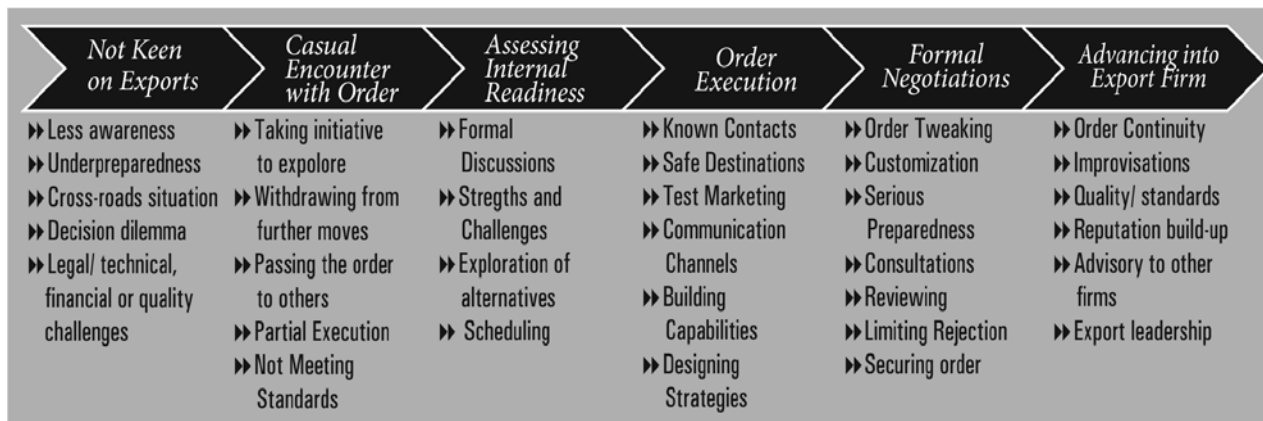 Not Keen
on Exports
Casual
Encounter
with Order
Assessing
Internal
Readiness
Order
Execution
Formal
Negotiations
Advancing into
Export Firm
Less awareness
Underpreparedness
Cross-roads situation
Decision dilemma
Legal/ technical,
financial or quality
challenges
Taking initiative
to expolore
Withdrawing from
further moves
Passing the order
to others
Partial Execution
Not Meeting
Standards
Formal
Discussions
Stregths and
Challenges
Exploration of
alternatives
Scheduling
Known Contacts
Safe Destinations
Test Marketing
Communication
Channels
Building
Capabilities
Designing
Strategies
Order Tweaking
Customization
Serious
Preparedness
Consultations
Reviewing
Limiting Rejection
Securing order
Order Continuity
Improvisations
Quality/ standards
Reputation build-up
Advisory to other
firms
Export leadership